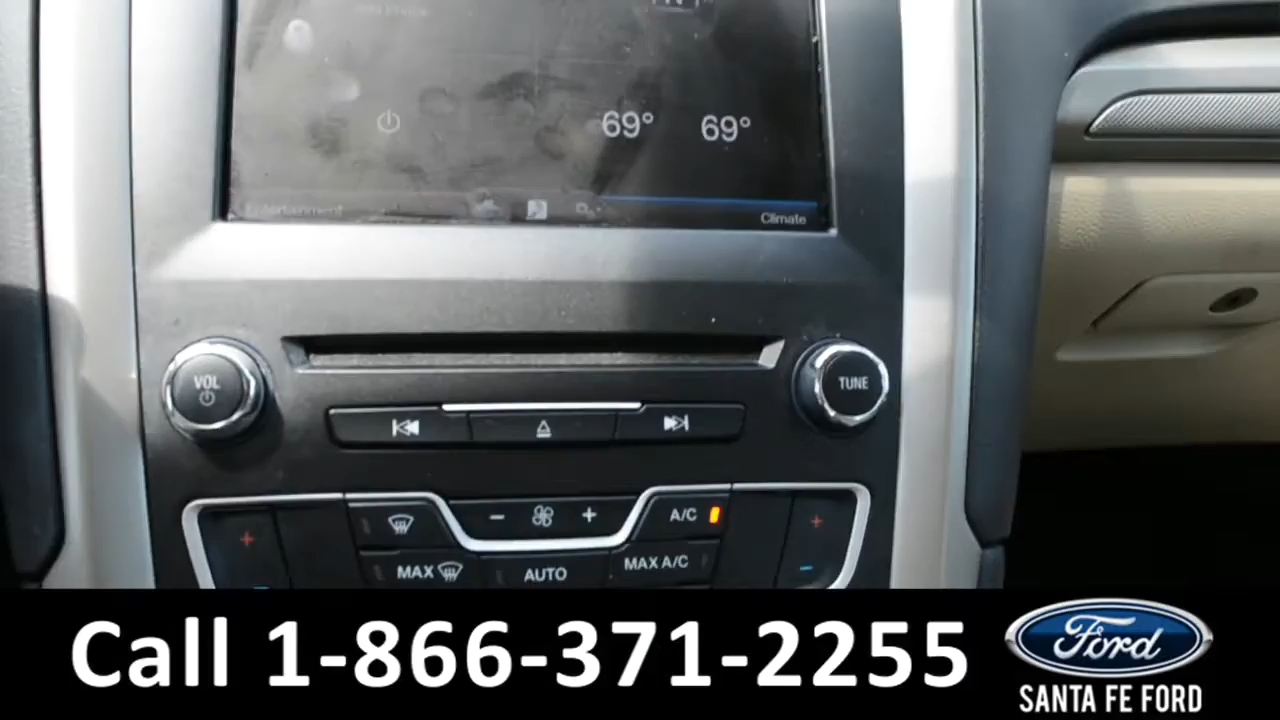 69° 69°
Entertainment
Climate
VOL
TUNE
A/C
MAX
AUTO
MAX A/C
Call 1-866-371-2255
Ford
SANTA FE FORD